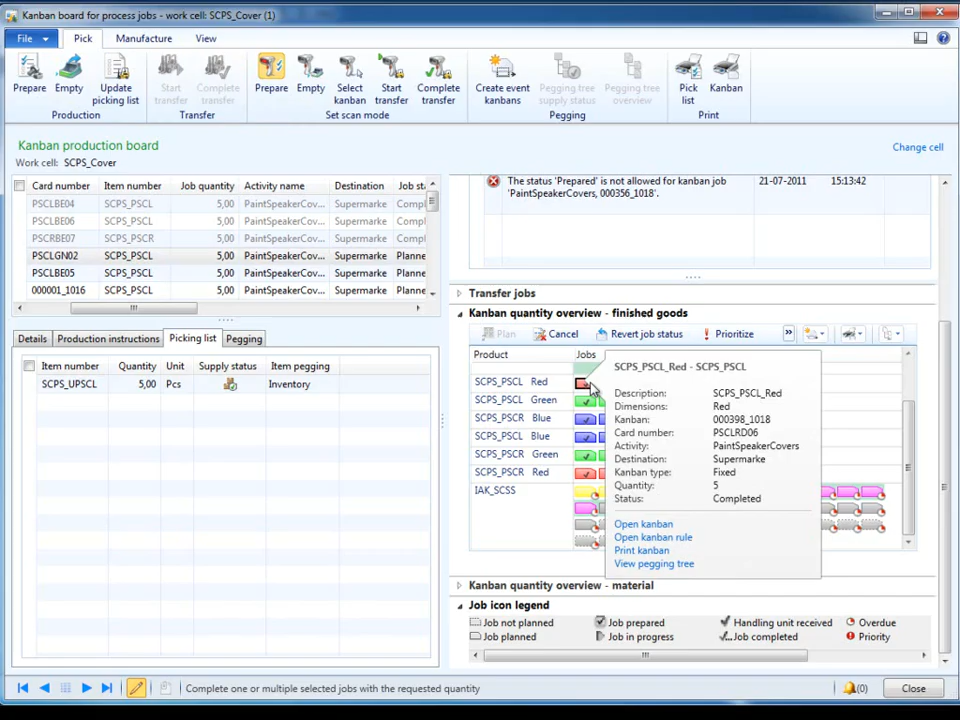 Kanban board for process jobs - work cell: SCPS_Cover (1)
File Pick Manufacture View
Prepare Empty Update picking list
Start transfer Complete transfer
Prepare Empty Select kanban Start transfer Complete transfer
Create event kanbans Pegging tree supply status Pegging tree overview
Pick list Kanban
Production Transfer Set scan mode Pegging Print
Kanban production board
Work cell: SCPS_Cover
Change cell
Card number Item number Job quantity Activity name Destination Job st
PSCLBE04 SCPS_PSCL 5,00 PaintSpeakerCov... Supermarke Compl
PSCLBE06 SCPS_PSCL 5,00 PaintSpeakerCov... Supermarke Compl
PSCRBE07 SCPS_PSCR 5,00 PaintSpeakerCov... Supermarke Compl
PSCLGN02 SCPS_PSCL 5,00 PaintSpeakerCov... Supermarke Planne
PSCLBE05 SCPS_PSCL 5,00 PaintSpeakerCov... Supermarke Planne
000001_1016 SCPS_PSCL 5,00 PaintSpeakerCov... Supermarke Planne
Details Production instructions Picking list Pegging
Item number Quantity Unit Supply status Item pegging
SCPS_UPSCL 5,00 Pcs Inventory
The status 'Prepared' is not allowed for kanban job
'PaintSpeakerCovers, 000356_1018'.
21-07-2011 15:13:42
Transfer jobs
Kanban quantity overview - finished goods
Plan Cancel Revert job status Prioritize »
Product Jobs
SCPS_PSCL Red
SCPS_PSCL Green
SCPS_PSCR Blue
SCPS_PSCL Blue
SCPS_PSCR Green
SCPS_PSCR Red
IAK_SCSS
SCPS_PSCL_Red - SCPS_PSCL
Description: SCPS_PSCL_Red
Dimensions: Red
Kanban: 000398_1018
Card number: PSCLRD06
Activity: PaintSpeakerCovers
Destination: Supermarke
Kanban type: Fixed
Quantity: 5
Status: Completed
Open kanban
Open kanban rule
Print kanban
View pegging tree
Kanban quantity overview - material
Job icon legend
Job not planned Job prepared Handling unit received Overdue
Job planned Job in progress Job completed Priority
Complete one or multiple selected jobs with the requested quantity
(0) Close